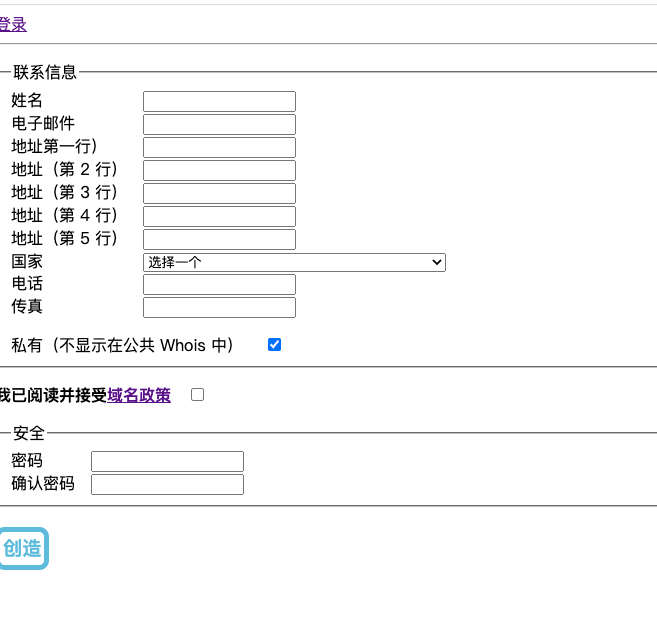 登录
联系信息
姓名
电子邮件
地址第一行）
地址（第 2 行）
地址（第 3 行）
地址（第 4 行）
地址（第 5 行）
国家 选择一个
电话
传真
私有（不显示在公共 Whois 中）
我已阅读并接受域名政策
安全
密码
确认密码
创造